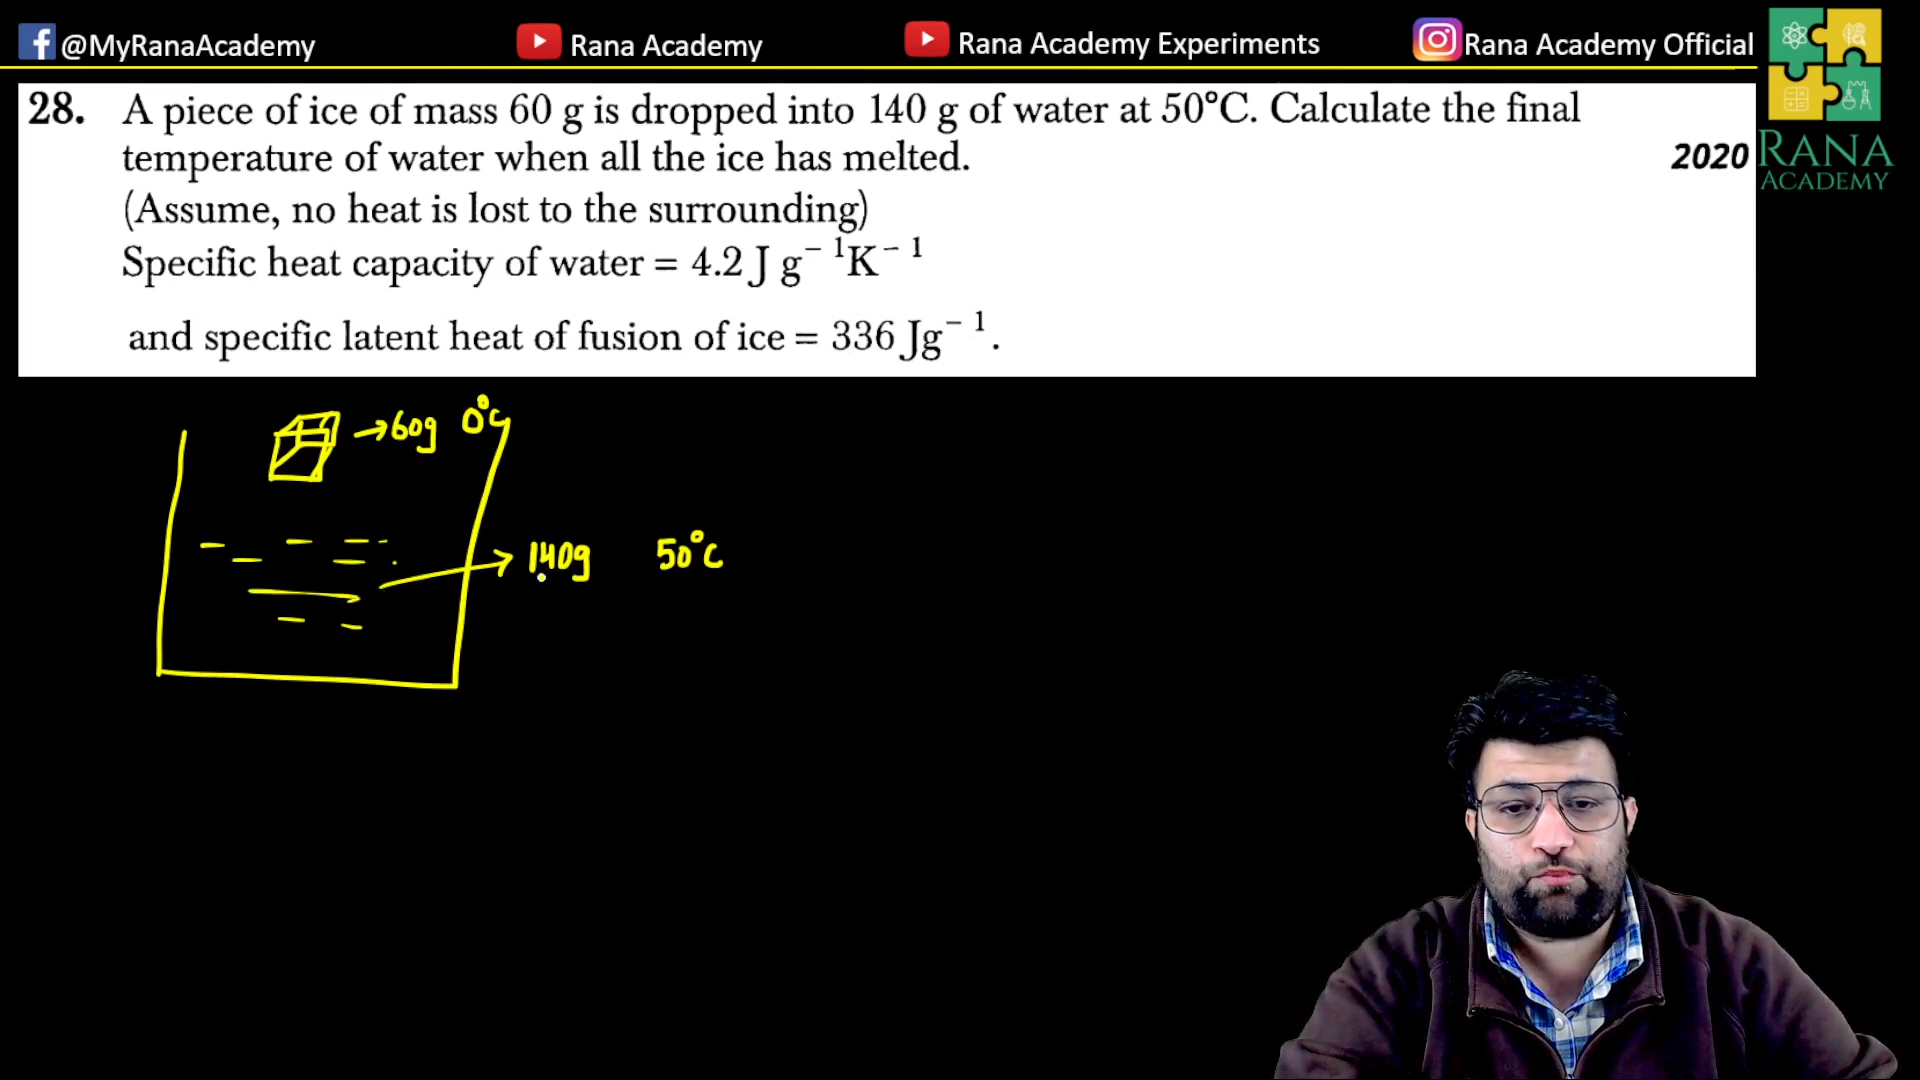 @MyRanaAcademy Rana Academy Rana Academy Experiments Rana Academy Official
28. A piece of ice of mass 60 g is dropped into 140 g of water at 50°C. Calculate the final
temperature of water when all the ice has melted. 2020
(Assume, no heat is lost to the surrounding)
Specific heat capacity of water = 4.2 J g⁻¹K⁻¹
and specific latent heat of fusion of ice = 336 Jg⁻¹.
RANA
ACADEMY
→60g 0°C
140g 50°C